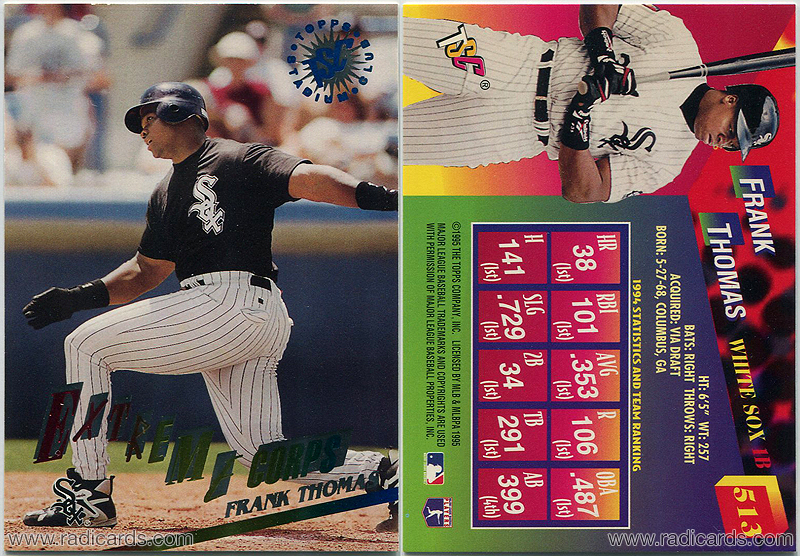 TOPPS STADIUM CLUB
SC
Sox
EXTREME CORPS
FRANK THOMAS
Sox
www.radicards.com
TSC®
Sox
FRANK
THOMAS
WHITE SOX 1B
513
HT: 6'5" WT: 257
BATS: RIGHT THROWS: RIGHT
ACQUIRED: VIA DRAFT
BORN: 5-27-68, COLUMBUS, GA
1994 STATISTICS AND TEAM RANKING
HR RBI AVG R OBA
38 101 .353 106 .487
(1st) (1st) (1st) (1st) (1st)
H SLG 2B TB AB
141 .729 34 291 399
(1st) (1st) (1st) (1st) (4th)
©1995 THE TOPPS COMPANY, INC. LICENSED BY MLB & MLBPA 1995
MAJOR LEAGUE BASEBALL TRADEMARKS AND COPYRIGHTS ARE USED
WITH PERMISSION OF MAJOR LEAGUE BASEBALL PROPERTIES, INC.
www.radicards.com